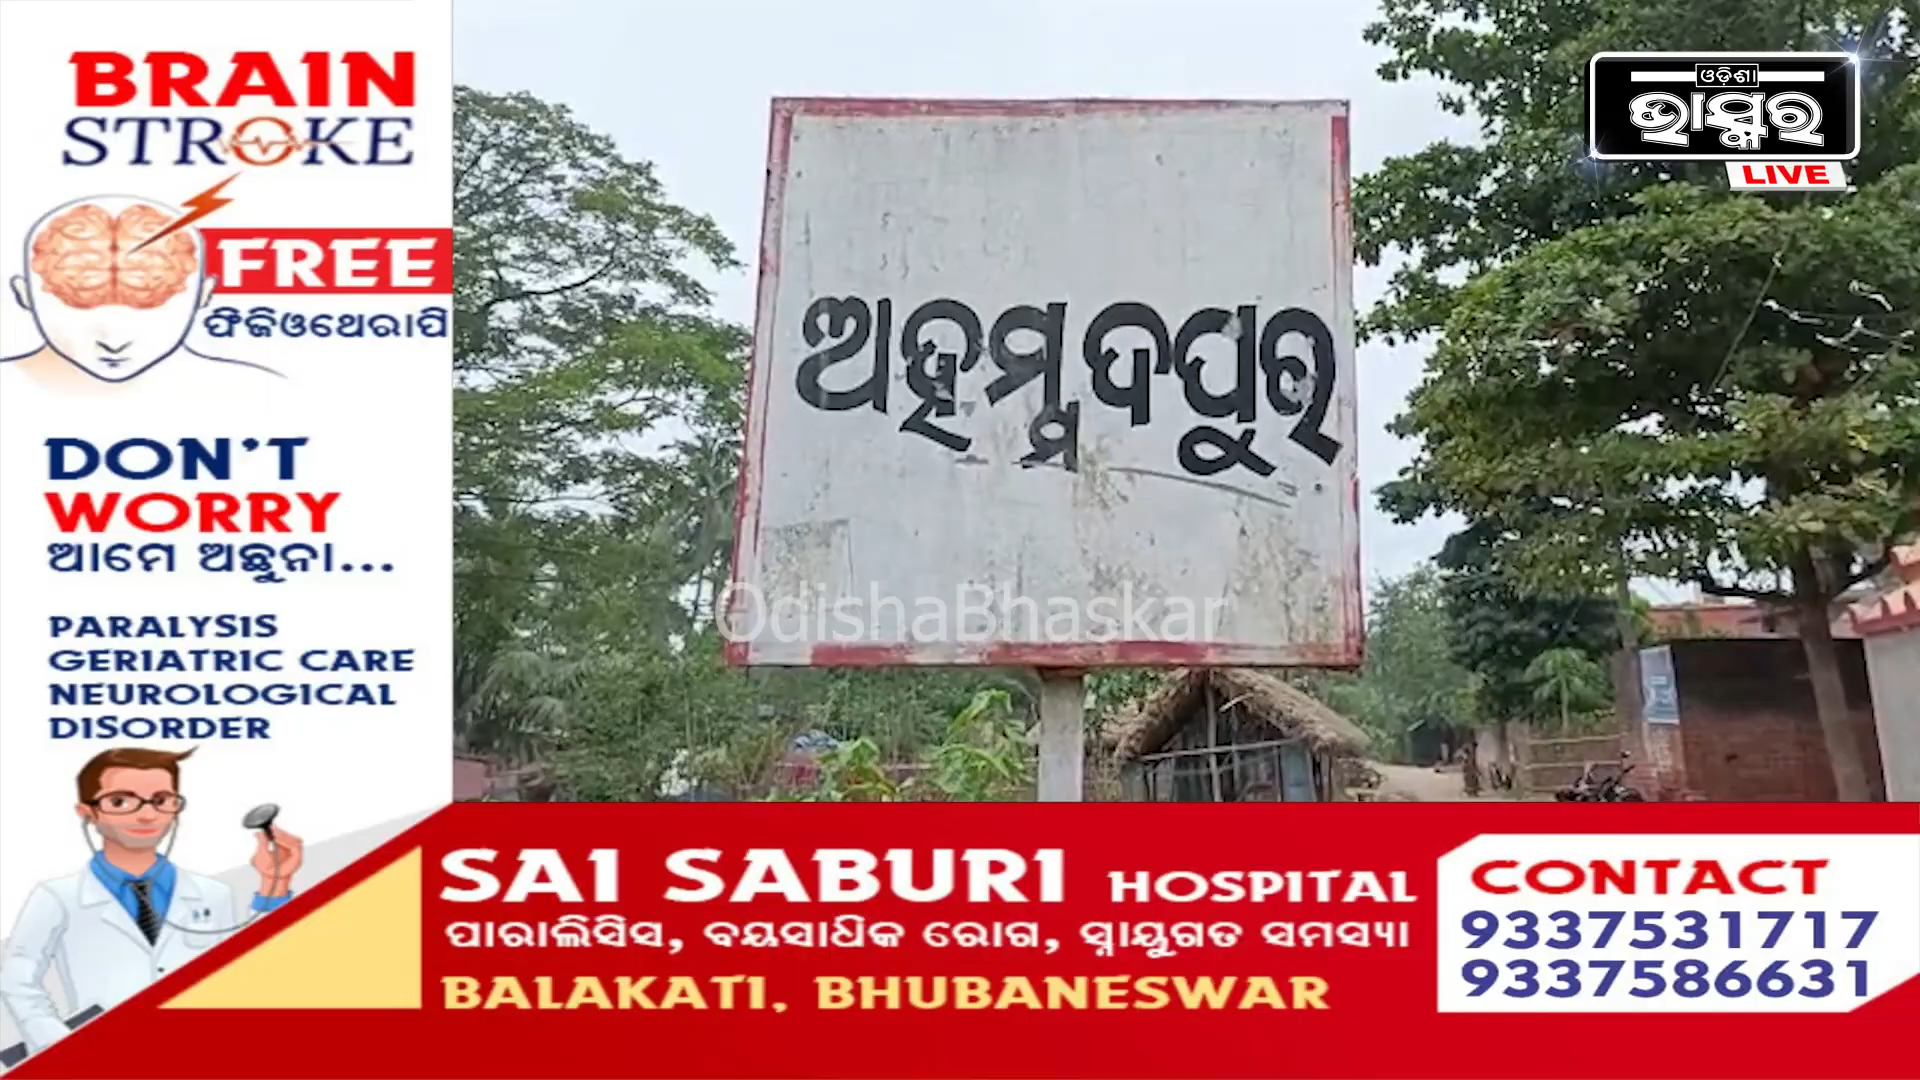 BRAIN
STROKE
FREE
ଫିଜିଓଥେରାପି
DON'T
WORRY
ଆମେ ଅଛୁନା...
PARALYSIS
GERIATRIC CARE
NEUROLOGICAL
DISORDER
ଓଡ଼ିଶା
ଭାସ୍କର
LIVE
ଅହମ୍ମଦପୁର
OdishaBhaskar
SAI SABURI HOSPITAL
ପାରାଲିସିସ, ବୟସାଧିକ ରୋଗ, ସ୍ନାୟୁଗତ ସମସ୍ୟା
BALAKATI, BHUBANESWAR
CONTACT
9337531717
9337586631